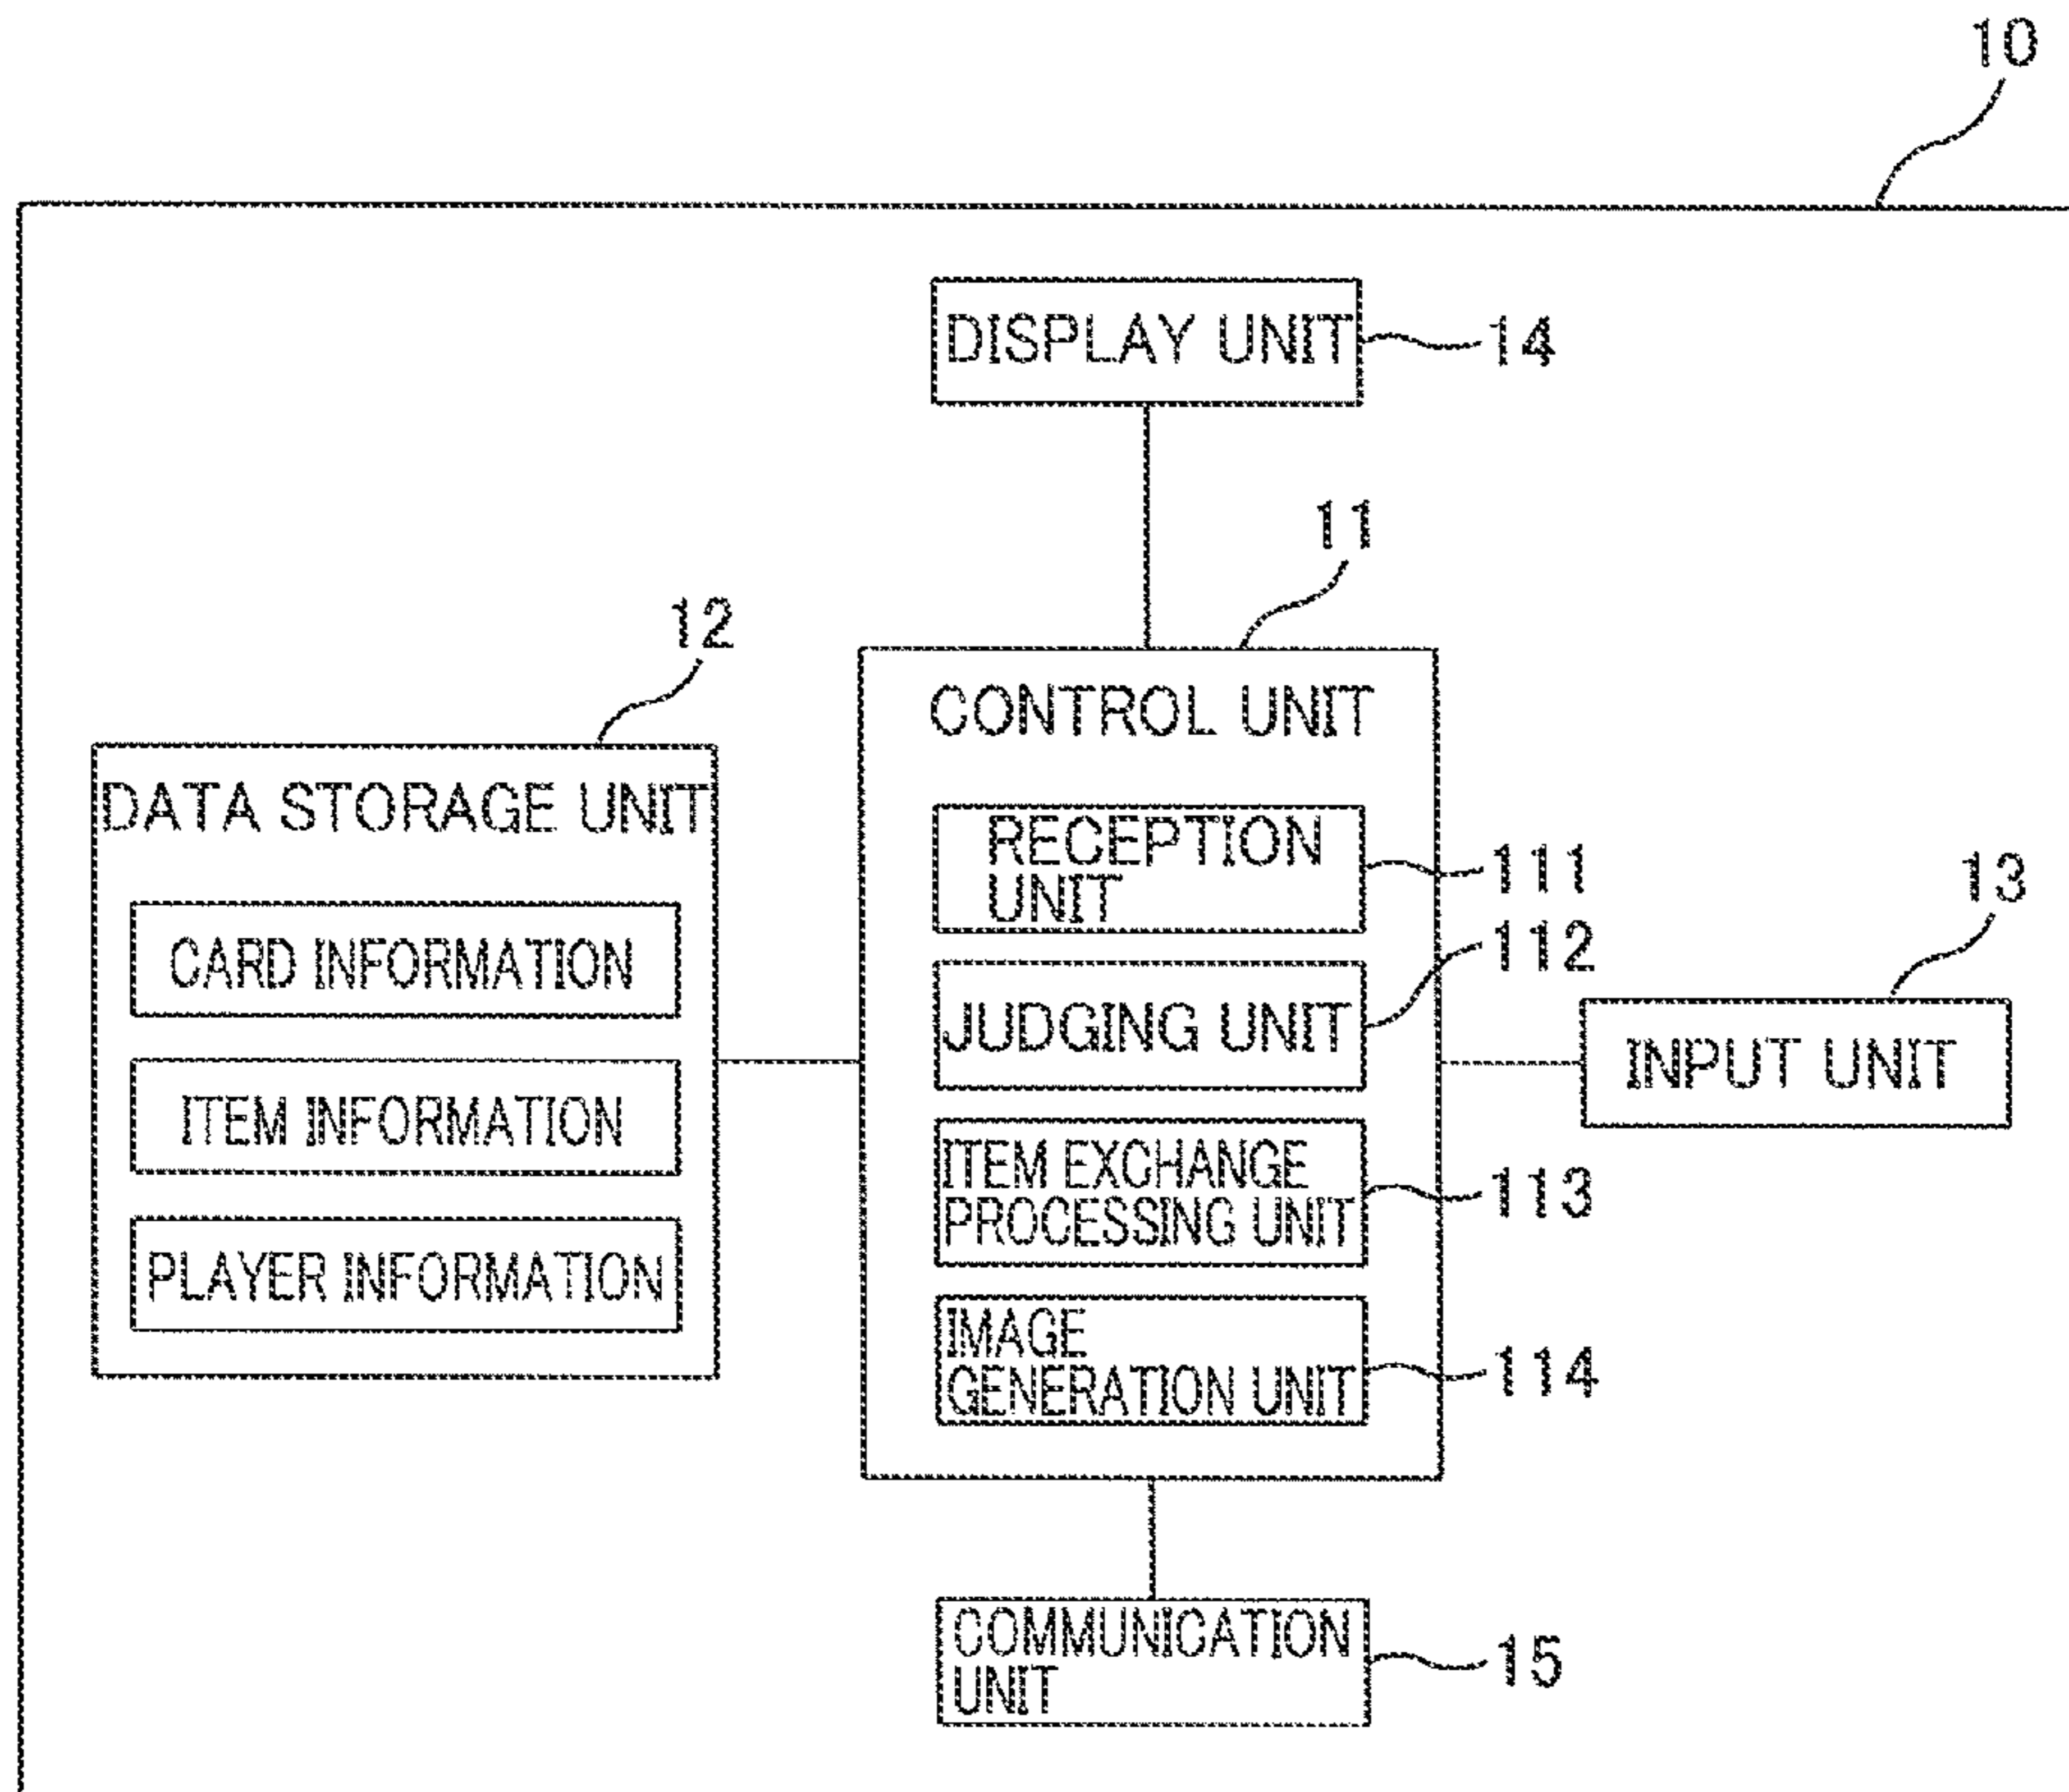 10
DISPLAY UNIT
14
11
12
CONTROL UNIT
DATA STORAGE UNIT
RECEPTION
UNIT
111
13
CARD INFORMATION
112
JUDGING UNIT
INPUT UNIT
ITEM INFORMATION
ITEM EXCHANGE
PROCESSING UNIT
113
PLAYER INFORMATION
IMAGE
GENERATION UNIT
114
COMMUNICATION
UNIT
15